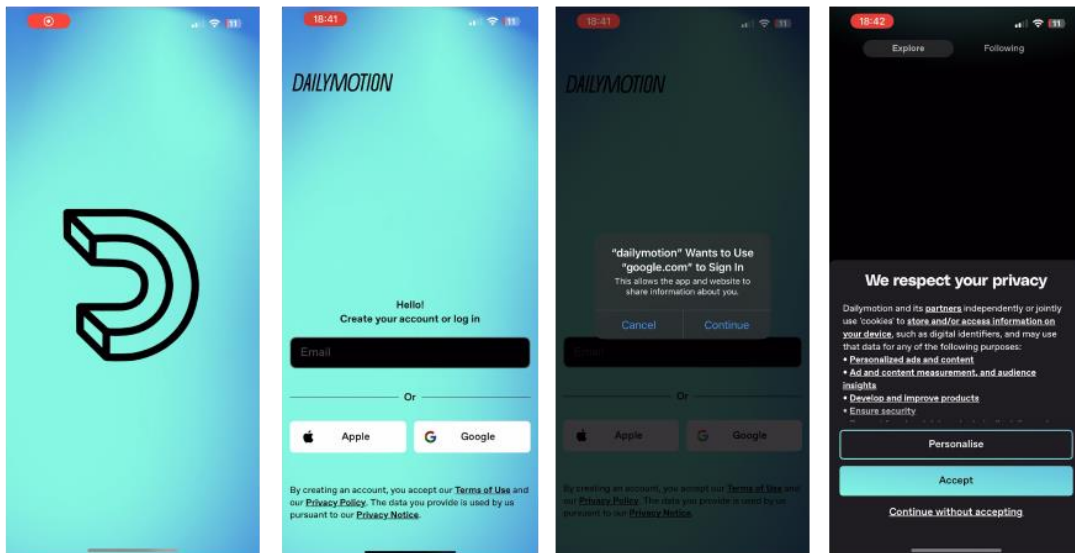 11
18:41
11
DAILYMOTION
Hello!
Create your account or log in
Email
Or
Apple
Google
By creating an account, you accept our Terms of Use and
our Privacy Policy. The data you provide is used by us
pursuant to our Privacy Notice.
18:41
11
DAILYMOTION
"dailymotion" Wants to Use
"google.com" to Sign In
This allows the app and website to
share information about you.
Cancel
Continue
Email
Or
Apple
Google
By creating an account, you accept our Terms of Use and
our Privacy Policy. The data you provide is used by us
pursuant to our Privacy Notice.
18:42
11
Explore
Following
We respect your privacy
Dailymotion and its partners independently or jointly
use 'cookies' to store and/or access information on
your device, such as digital identifiers, and may use
that data for any of the following purposes:
• Personalized ads and content
• Ad and content measurement, and audience
insights
• Develop and improve products
• Ensure security
Personalise
Accept
Continue without accepting